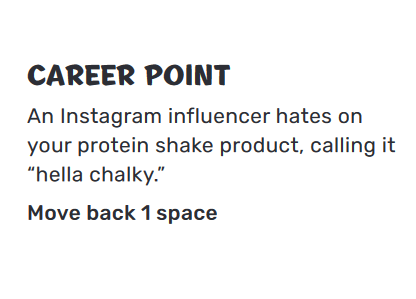 CAREER POINT
An Instagram influencer hates on
your protein shake product, calling it
“hella chalky.”
Move back 1 space